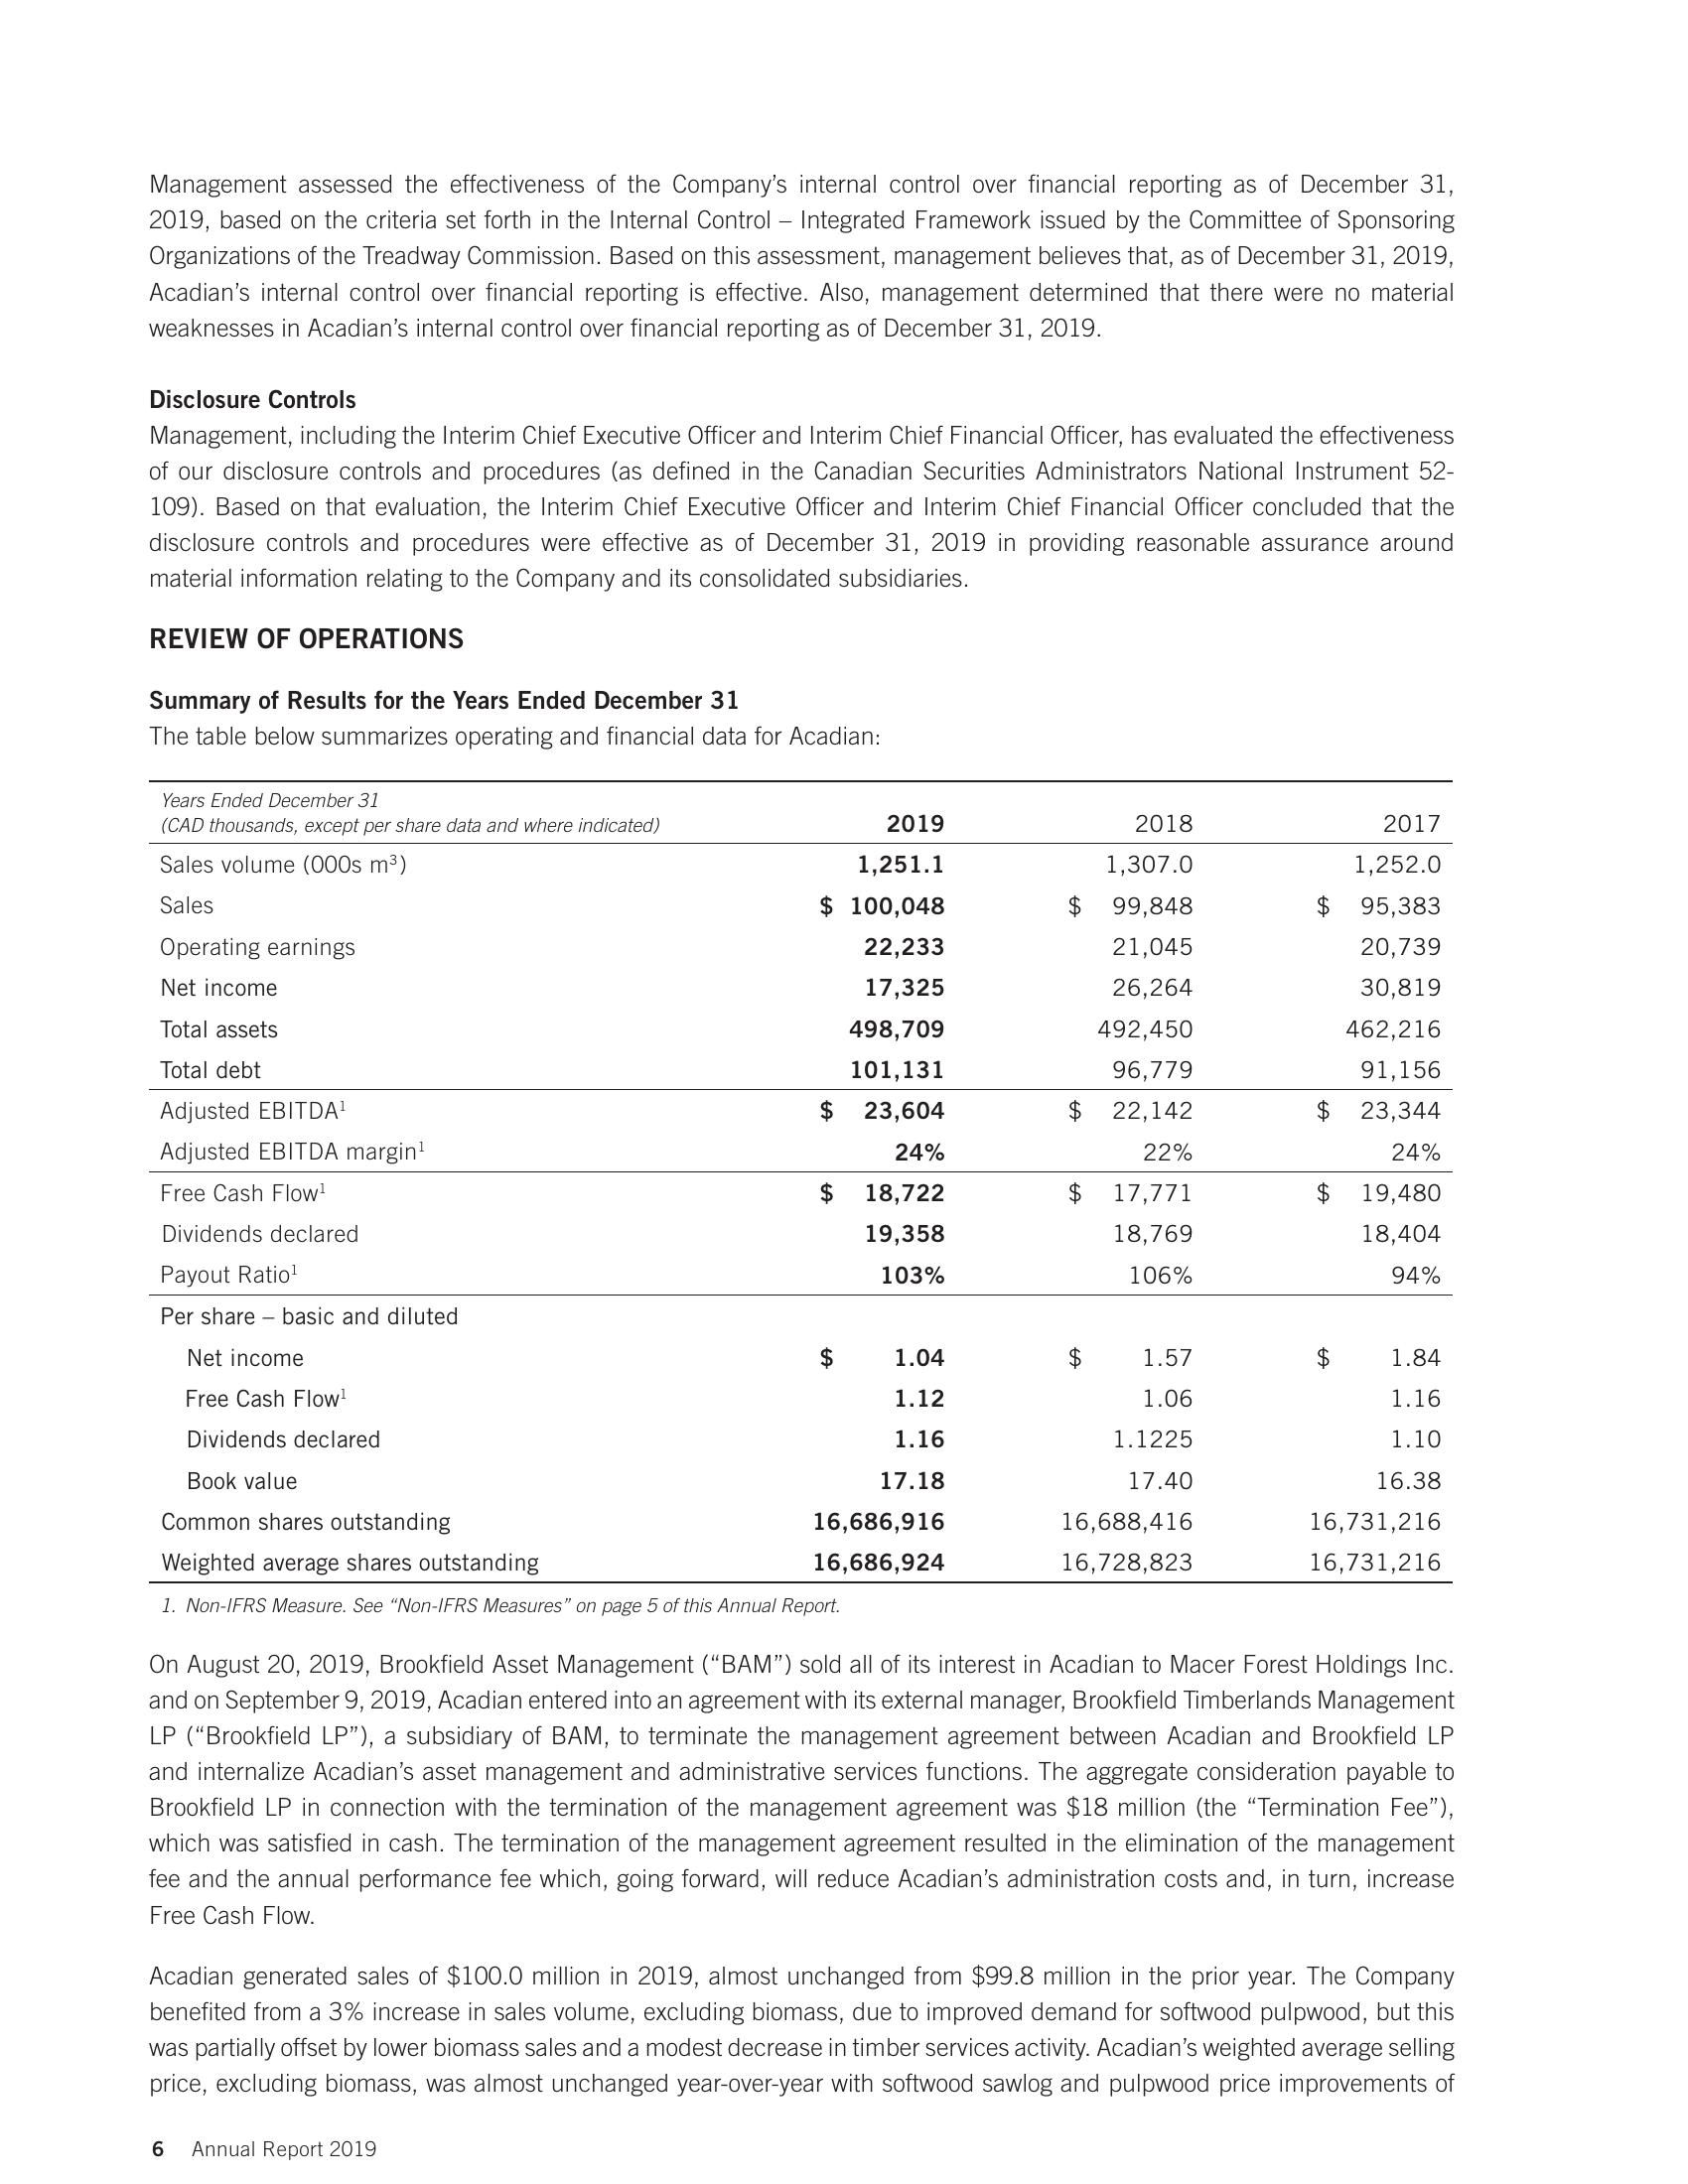 Management assessed the effectiveness of the Company’s internal control over financial reporting as of December 31,
2019, based on the criteria set forth in the Internal Control – Integrated Framework issued by the Committee of Sponsoring
Organizations of the Treadway Commission. Based on this assessment, management believes that, as of December 31, 2019,
Acadian’s internal control over financial reporting is effective. Also, management determined that there were no material
weaknesses in Acadian’s internal control over financial reporting as of December 31, 2019.
Disclosure Controls
Management, including the Interim Chief Executive Officer and Interim Chief Financial Officer, has evaluated the effectiveness
of our disclosure controls and procedures (as defined in the Canadian Securities Administrators National Instrument 52-
109). Based on that evaluation, the Interim Chief Executive Officer and Interim Chief Financial Officer concluded that the
disclosure controls and procedures were effective as of December 31, 2019 in providing reasonable assurance around
material information relating to the Company and its consolidated subsidiaries.
REVIEW OF OPERATIONS
Summary of Results for the Years Ended December 31
The table below summarizes operating and financial data for Acadian:
Years Ended December 31
(CAD thousands, except per share data and where indicated) 2019 2018 2017
Sales volume (000s m³) 1,251.1 1,307.0 1,252.0
Sales $ 100,048 $ 99,848 $ 95,383
Operating earnings 22,233 21,045 20,739
Net income 17,325 26,264 30,819
Total assets 498,709 492,450 462,216
Total debt 101,131 96,779 91,156
Adjusted EBITDA¹ $ 23,604 $ 22,142 $ 23,344
Adjusted EBITDA margin¹ 24% 22% 24%
Free Cash Flow¹ $ 18,722 $ 17,771 $ 19,480
Dividends declared 19,358 18,769 18,404
Payout Ratio¹ 103% 106% 94%
Per share – basic and diluted
Net income $ 1.04 $ 1.57 $ 1.84
Free Cash Flow¹ 1.12 1.06 1.16
Dividends declared 1.16 1.1225 1.10
Book value 17.18 17.40 16.38
Common shares outstanding 16,686,916 16,688,416 16,731,216
Weighted average shares outstanding 16,686,924 16,728,823 16,731,216
1. Non-IFRS Measure. See “Non-IFRS Measures” on page 5 of this Annual Report.
On August 20, 2019, Brookfield Asset Management (“BAM”) sold all of its interest in Acadian to Macer Forest Holdings Inc.
and on September 9, 2019, Acadian entered into an agreement with its external manager, Brookfield Timberlands Management
LP (“Brookfield LP”), a subsidiary of BAM, to terminate the management agreement between Acadian and Brookfield LP
and internalize Acadian’s asset management and administrative services functions. The aggregate consideration payable to
Brookfield LP in connection with the termination of the management agreement was $18 million (the “Termination Fee”),
which was satisfied in cash. The termination of the management agreement resulted in the elimination of the management
fee and the annual performance fee which, going forward, will reduce Acadian’s administration costs and, in turn, increase
Free Cash Flow.
Acadian generated sales of $100.0 million in 2019, almost unchanged from $99.8 million in the prior year. The Company
benefited from a 3% increase in sales volume, excluding biomass, due to improved demand for softwood pulpwood, but this
was partially offset by lower biomass sales and a modest decrease in timber services activity. Acadian’s weighted average selling
price, excluding biomass, was almost unchanged year-over-year with softwood sawlog and pulpwood price improvements of
6 Annual Report 2019